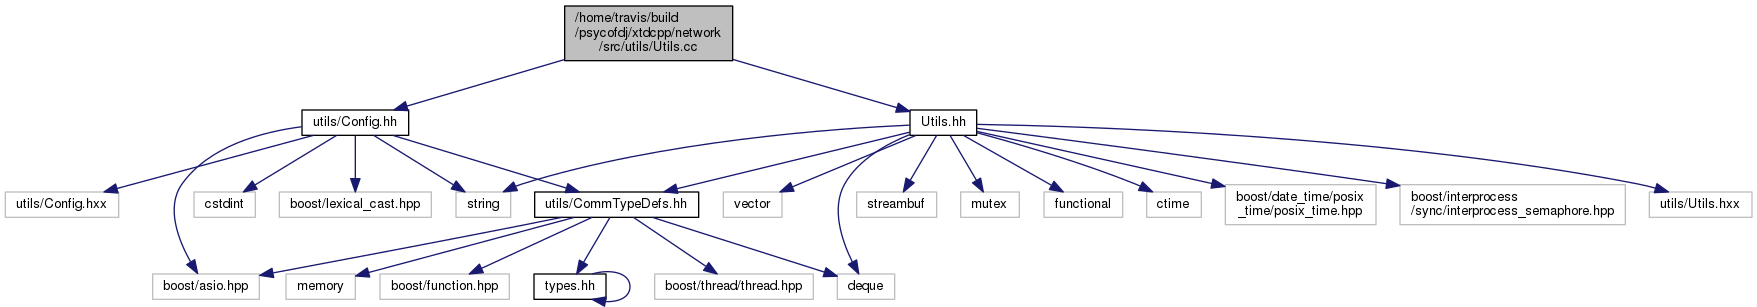 /home/travis/build
/psycofdj/xtdcpp/network
/src/utils/Utils.cc
utils/Config.hh
Utils.hh
utils/Config.hxx
cstdint
boost/lexical_cast.hpp
string
utils/CommTypeDefs.hh
vector
streambuf
mutex
functional
ctime
boost/date_time/posix
_time/posix_time.hpp
boost/interprocess
/sync/interprocess_semaphore.hpp
utils/Utils.hxx
boost/asio.hpp
memory
boost/function.hpp
types.hh
boost/thread/thread.hpp
deque